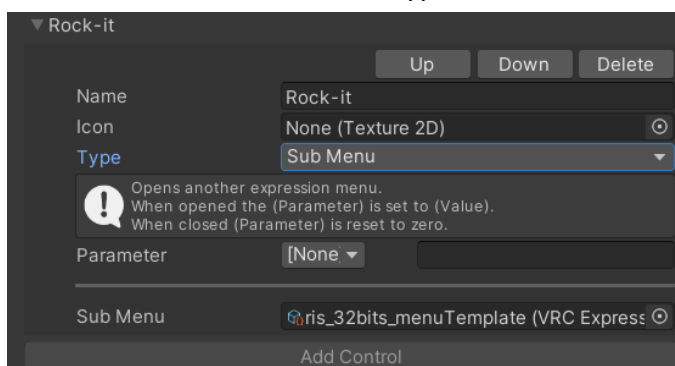 Rock-it
Up Down Delete
Name Rock-it
Icon None (Texture 2D)
Type Sub Menu
Opens another expression menu.
When opened the (Parameter) is set to (Value).
When closed (Parameter) is reset to zero.
Parameter [None]
Sub Menu ris_32bits_menuTemplate (VRC Express
Add Control